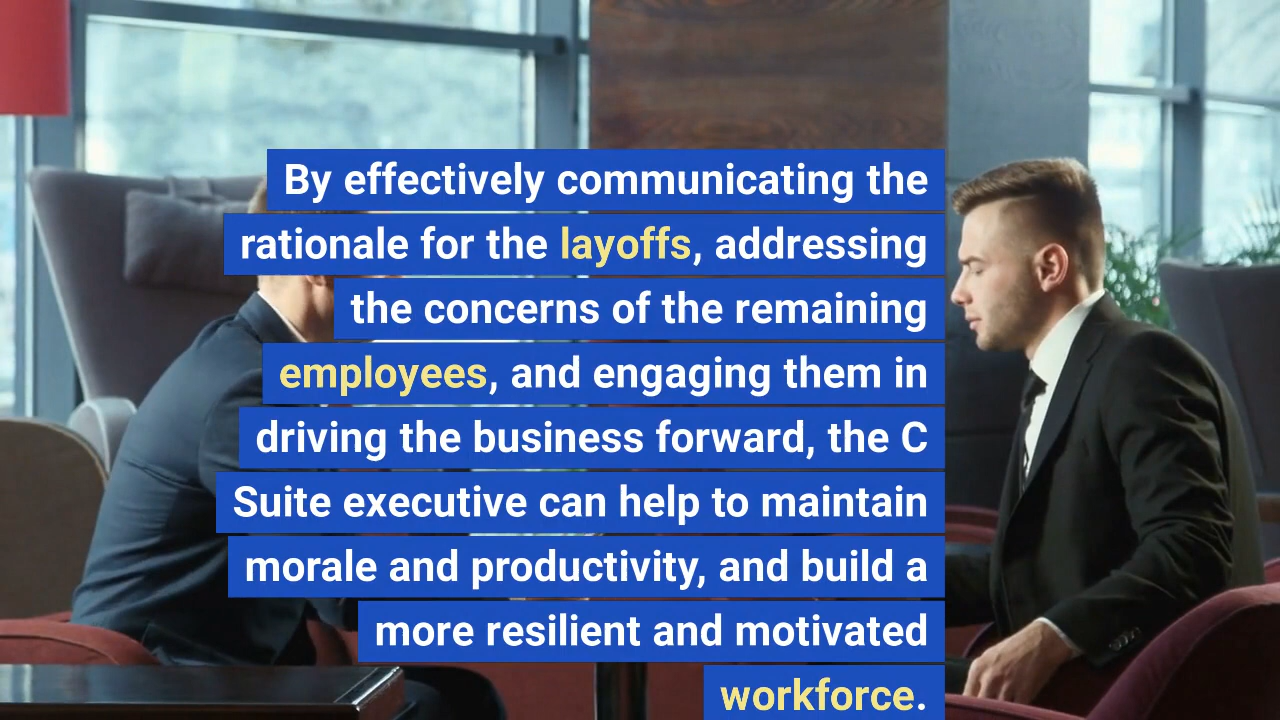 By effectively communicating the
rationale for the layoffs, addressing
the concerns of the remaining
employees, and engaging them in
driving the business forward, the C
Suite executive can help to maintain
morale and productivity, and build a
more resilient and motivated
workforce.